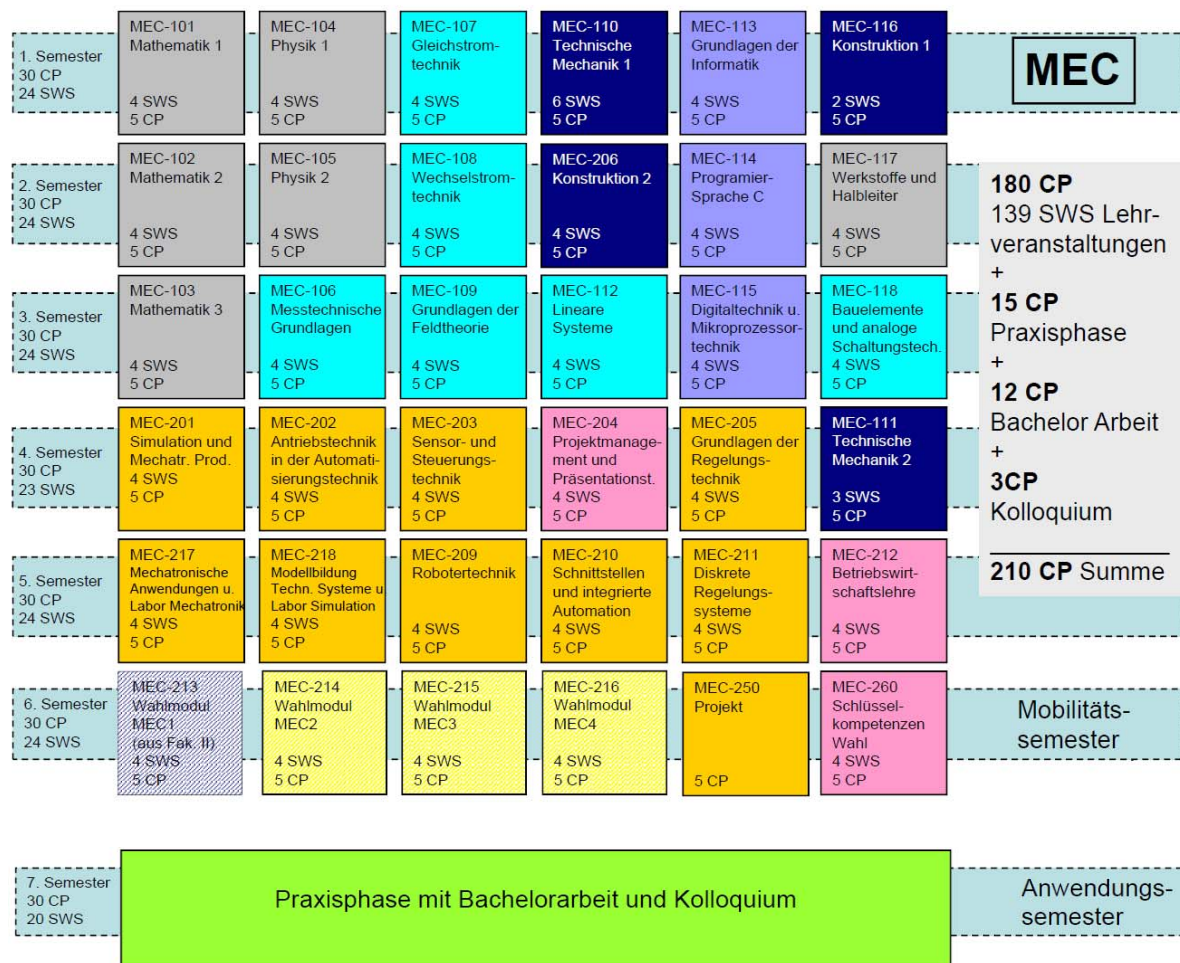 1. Semester
30 CP
24 SWS
MEC-101
Mathematik 1
4 SWS
5 CP
MEC-104
Physik 1
4 SWS
5 CP
MEC-107
Gleichstrom-
technik
4 SWS
5 CP
MEC-110
Technische
Mechanik 1
6 SWS
5 CP
MEC-113
Grundlagen der
Informatik
4 SWS
5 CP
MEC-116
Konstruktion 1
2 SWS
5 CP
MEC
2. Semester
30 CP
24 SWS
MEC-102
Mathematik 2
4 SWS
5 CP
MEC-105
Physik 2
4 SWS
5 CP
MEC-108
Wechselstrom-
technik
4 SWS
5 CP
MEC-206
Konstruktion 2
4 SWS
5 CP
MEC-114
Programier-
Sprache C
4 SWS
5 CP
MEC-117
Werkstoffe und
Halbleiter
4 SWS
5 CP
3. Semester
30 CP
24 SWS
MEC-103
Mathematik 3
4 SWS
5 CP
MEC-106
Messtechnische
Grundlagen
4 SWS
5 CP
MEC-109
Grundlagen der
Feldtheorie
4 SWS
5 CP
MEC-112
Lineare
Systeme
4 SWS
5 CP
MEC-115
Digitaltechnik u.
Mikroprozessor-
technik
4 SWS
5 CP
MEC-118
Bauelemente
und analoge
Schaltungstech.
4 SWS
5 CP
4. Semester
30 CP
23 SWS
MEC-201
Simulation und
Mechatr. Prod.
4 SWS
5 CP
MEC-202
Antriebstechnik
in der Automati-
sierungstechnik
4 SWS
5 CP
MEC-203
Sensor- und
Steuerungs-
technik
4 SWS
5 CP
MEC-204
Projektmanage-
ment und
Präsentationst.
4 SWS
5 CP
MEC-205
Grundlagen der
Regelungs-
technik
4 SWS
5 CP
MEC-111
Technische
Mechanik 2
3 SWS
5 CP
5. Semester
30 CP
24 SWS
MEC-217
Mechatronische
Anwendungen u.
Labor Mechatronik
4 SWS
5 CP
MEC-218
Modellbildung
Techn. Systeme u.
Labor Simulation
4 SWS
5 CP
MEC-209
Robotertechnik
4 SWS
5 CP
MEC-210
Schnittstellen
und integrierte
Automation
4 SWS
5 CP
MEC-211
Diskrete
Regelungs-
systeme
4 SWS
5 CP
MEC-212
Betriebswirt-
schaftslehre
4 SWS
5 CP
180 CP
139 SWS Lehr-
veranstaltungen
+
15 CP
Praxisphase
+
12 CP
Bachelor Arbeit
+
3CP
Kolloquium
210 CP Summe
6. Semester
30 CP
24 SWS
MEC-213
Wahlmodul
MEC1
(aus Fak. II)
4 SWS
5 CP
MEC-214
Wahlmodul
MEC2
4 SWS
5 CP
MEC-215
Wahlmodul
MEC3
4 SWS
5 CP
MEC-216
Wahlmodul
MEC4
4 SWS
5 CP
MEC-250
Projekt
5 CP
MEC-260
Schlüssel-
kompetenzen
Wahl
4 SWS
5 CP
Mobilitäts-
semester
7. Semester
30 CP
20 SWS
Praxisphase mit Bachelorarbeit und Kolloquium
Anwendungs-
semester